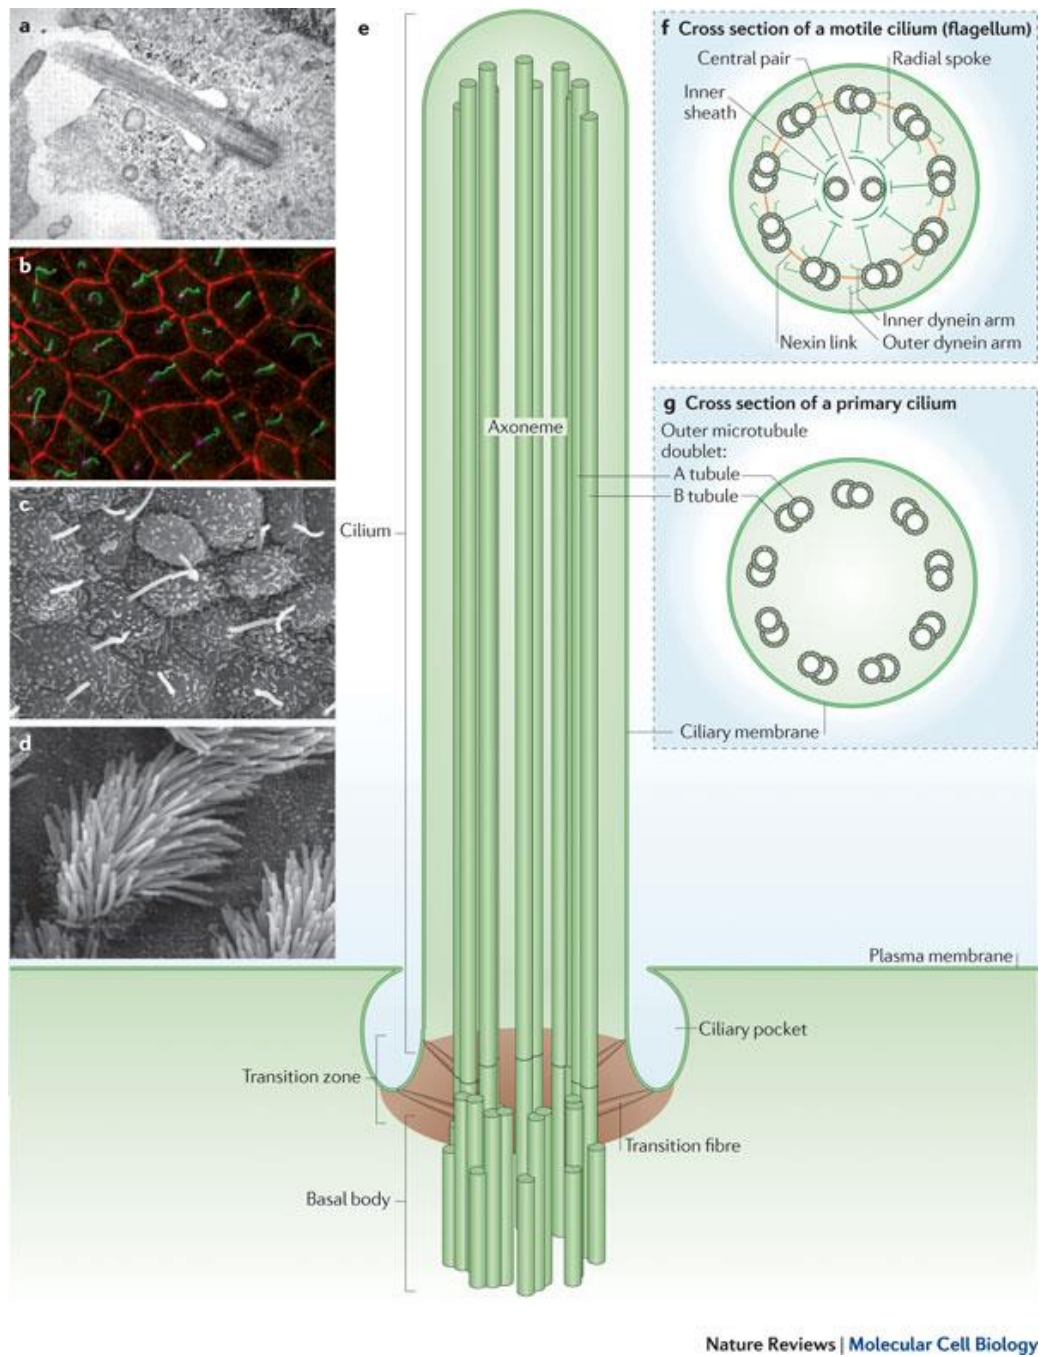 a
b
c
d
e
Cilium
Axoneme
Transition zone
Basal body
Transition fibre
Ciliary pocket
Plasma membrane
f Cross section of a motile cilium (flagellum)
Central pair
Radial spoke
Inner
sheath
Inner dynein arm
Nexin link
Outer dynein arm
g Cross section of a primary cilium
Outer microtubule
doublet:
A tubule
B tubule
Ciliary membrane
Nature Reviews | Molecular Cell Biology